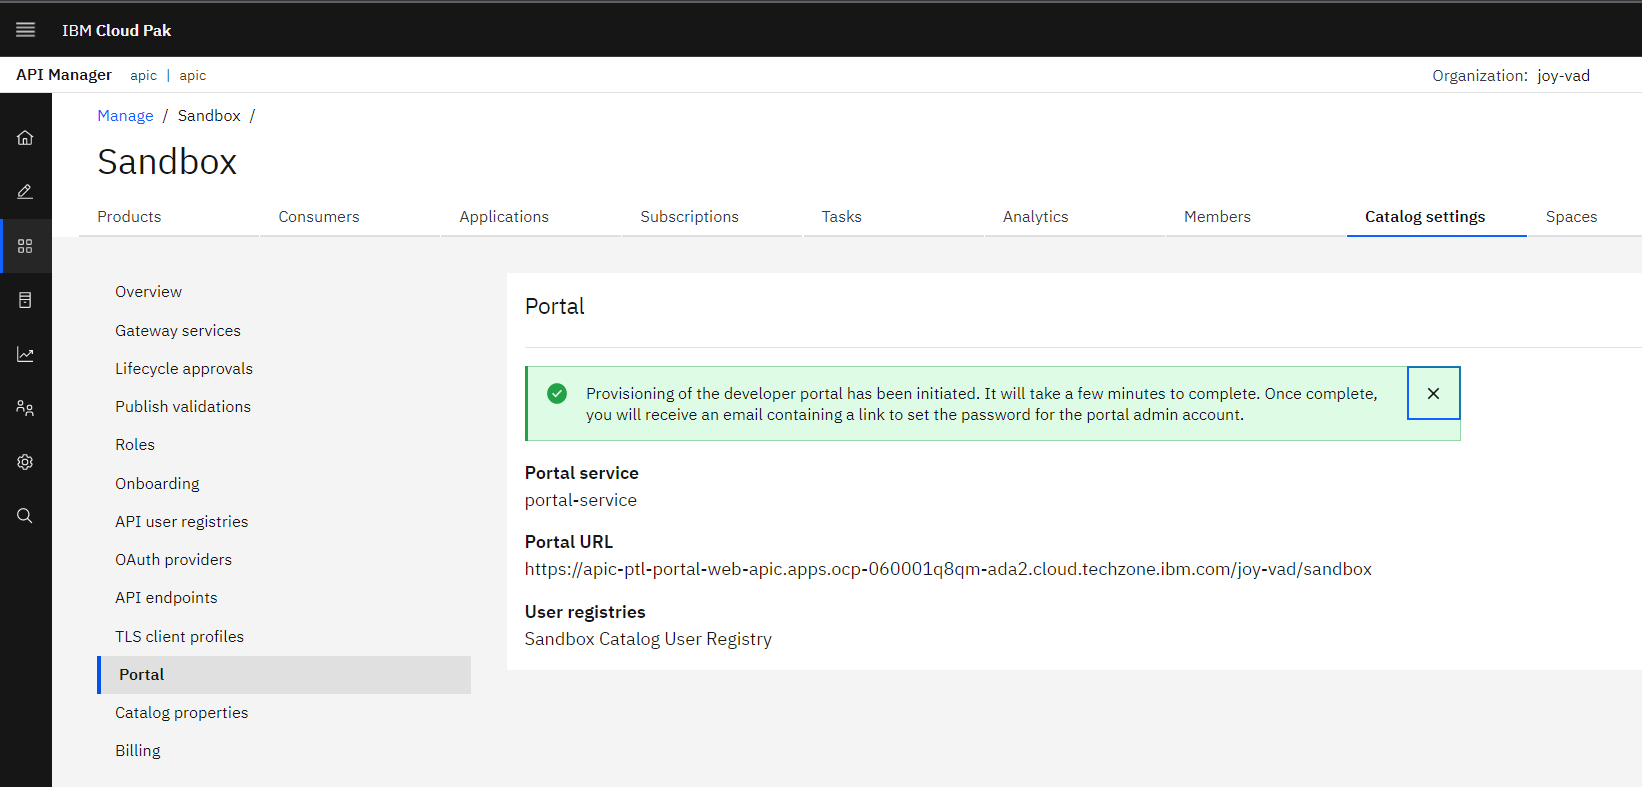 IBM Cloud Pak
API Manager apic | apic Organization: joy-vad
Manage / Sandbox /
Sandbox
Products Consumers Applications Subscriptions Tasks Analytics Members Catalog settings Spaces
Overview
Gateway services
Lifecycle approvals
Publish validations
Roles
Onboarding
API user registries
OAuth providers
API endpoints
TLS client profiles
Portal
Catalog properties
Billing
Portal
Provisioning of the developer portal has been initiated. It will take a few minutes to complete. Once complete,
you will receive an email containing a link to set the password for the portal admin account.
Portal service
portal-service
Portal URL
https://apic-ptl-portal-web-apic.apps.ocp-060001q8qm-ada2.cloud.techzone.ibm.com/joy-vad/sandbox
User registries
Sandbox Catalog User Registry